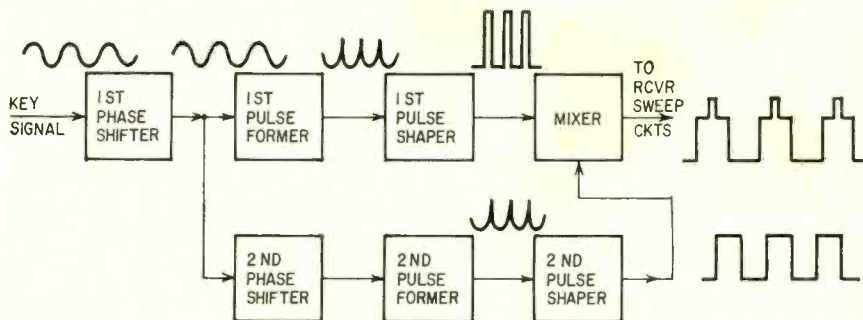 KEY
SIGNAL
1ST
PHASE
SHIFTER
1ST
PULSE
FORMER
1ST
PULSE
SHAPER
MIXER
TO
RCVR
SWEEP
CKTS
2ND
PHASE
SHIFTER
2ND
PULSE
FORMER
2ND
PULSE
SHAPER